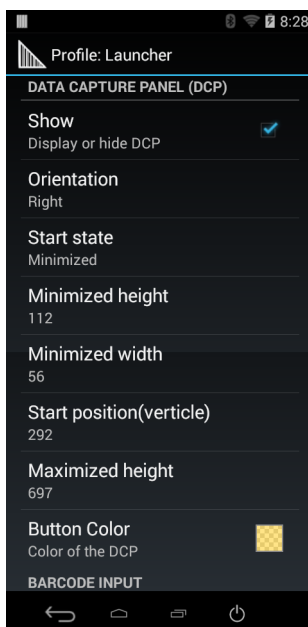 8:28
Profile: Launcher
DATA CAPTURE PANEL (DCP)
Show
Display or hide DCP
Orientation
Right
Start state
Minimized
Minimized height
112
Minimized width
56
Start position(verticle)
292
Maximized height
697
Button Color
Color of the DCP
BARCODE INPUT